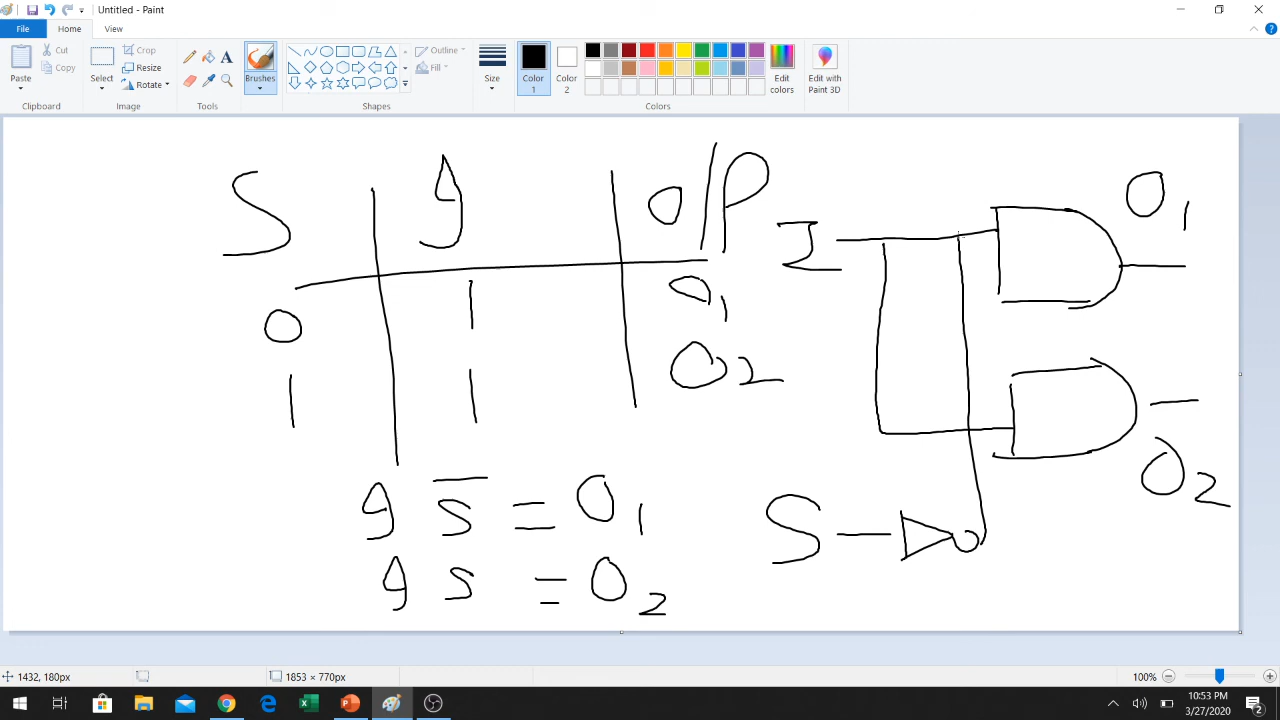 Untitled - Paint
File Home View
Paste
Cut
Copy
Clipboard
Select
Crop
Resize
Rotate
Image
Tools
Brushes
Shapes
Outline
Fill
Size
Color 1
Color 2
Colors
Edit colors
Edit with Paint 3D
S g O/P
0 1 O1
1 1 O2
g s̅ = O1
g s = O2
I O1
O2
S
1432, 180px
1853 × 770px
100%
10:53 PM
3/27/2020
2